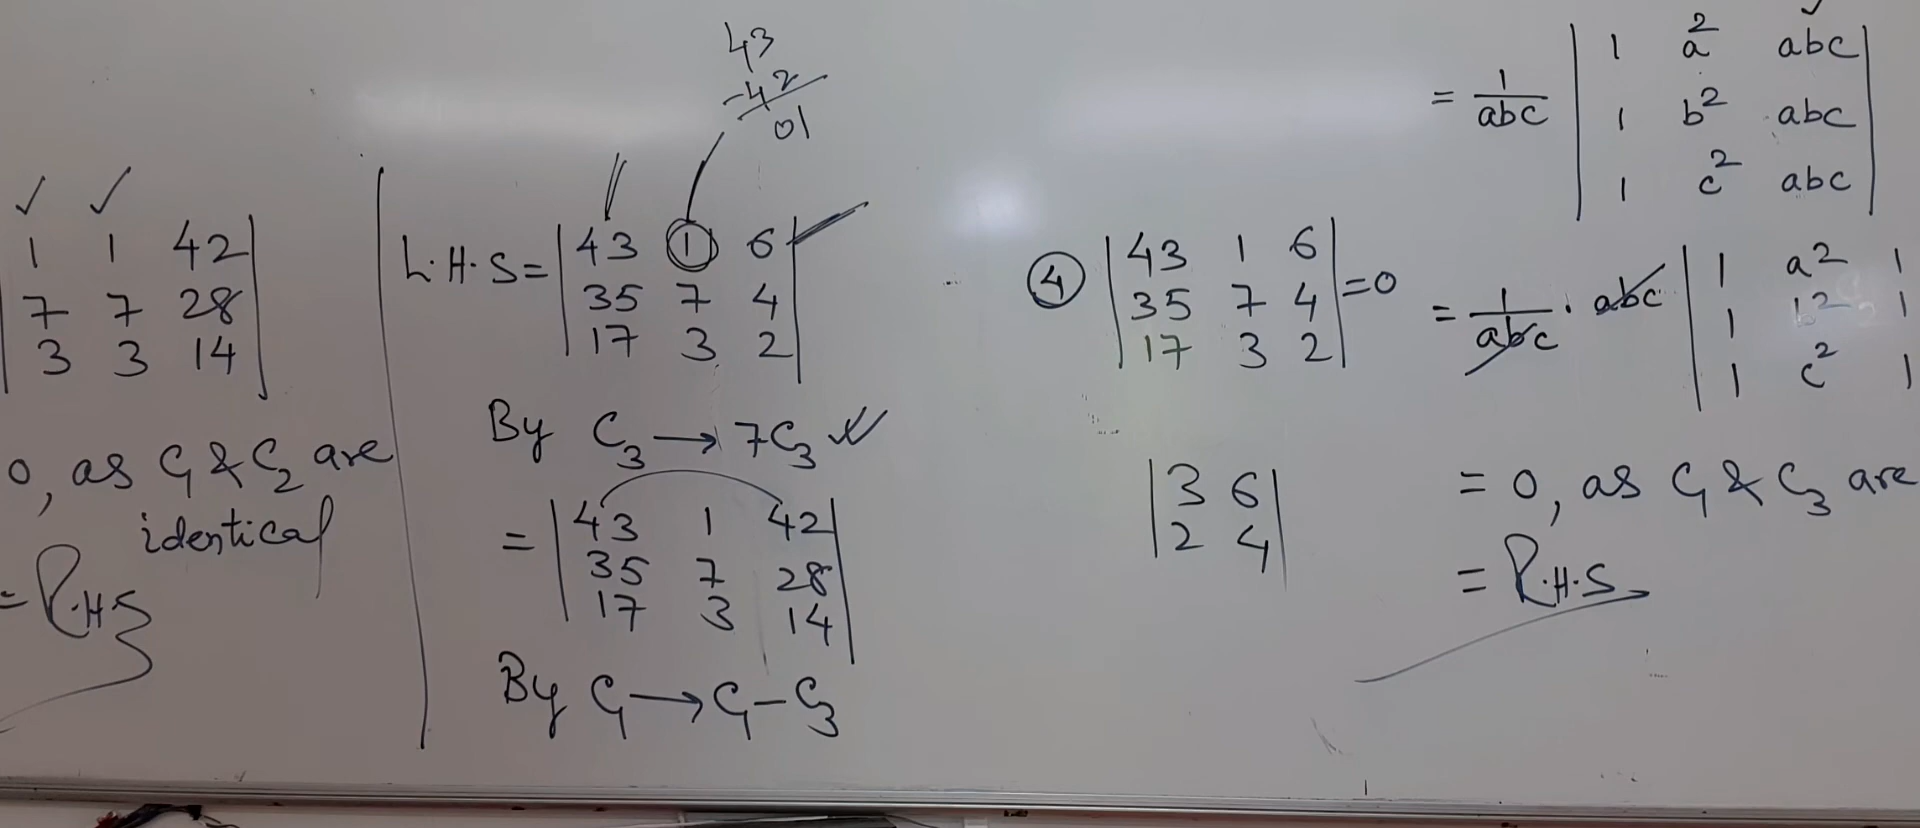 ✓ ✓
1 1 42
7 7 28
3 3 14
0, as C1 & C2 are
identical
= R.H.S
43
-42
01
L.H.S = | 43 1 6 |
35 7 4
17 3 2
By C3 → 7C3 ✓
= | 43 1 42 |
35 7 28
17 3 14
By C1 → C1 - C3
④ | 43 1 6 | = 0
35 7 4
17 3 2
| 3 6 |
2 4
= 1/abc | 1 a² abc |
1 b² abc
1 c² abc
= 1/abc . abc | 1 a² 1
1 b² 1
1 c² 1
= 0, as C1 & C3 are
= R.H.S